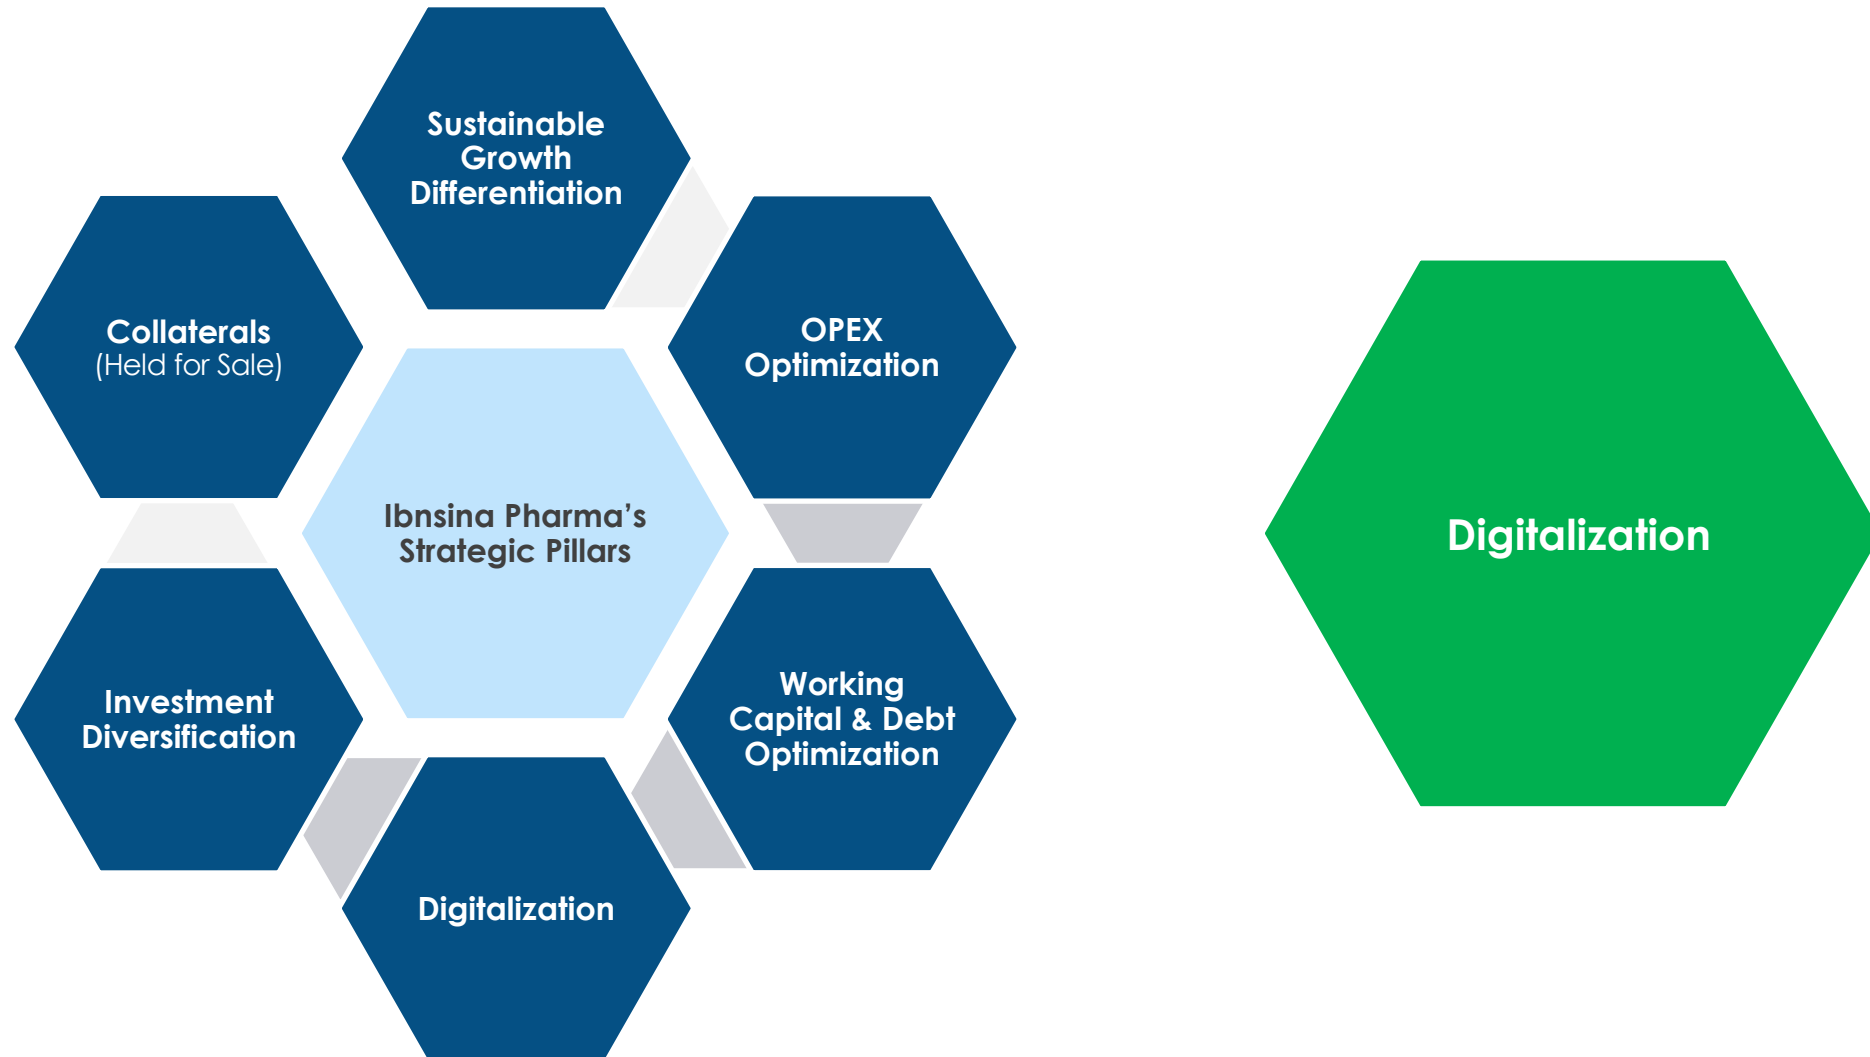 Sustainable
Growth
Differentiation
OPEX
Optimization
Working
Capital & Debt
Optimization
Digitalization
Investment
Diversification
Collaterals
(Held for Sale)
Ibnsina Pharma’s
Strategic Pillars
Digitalization